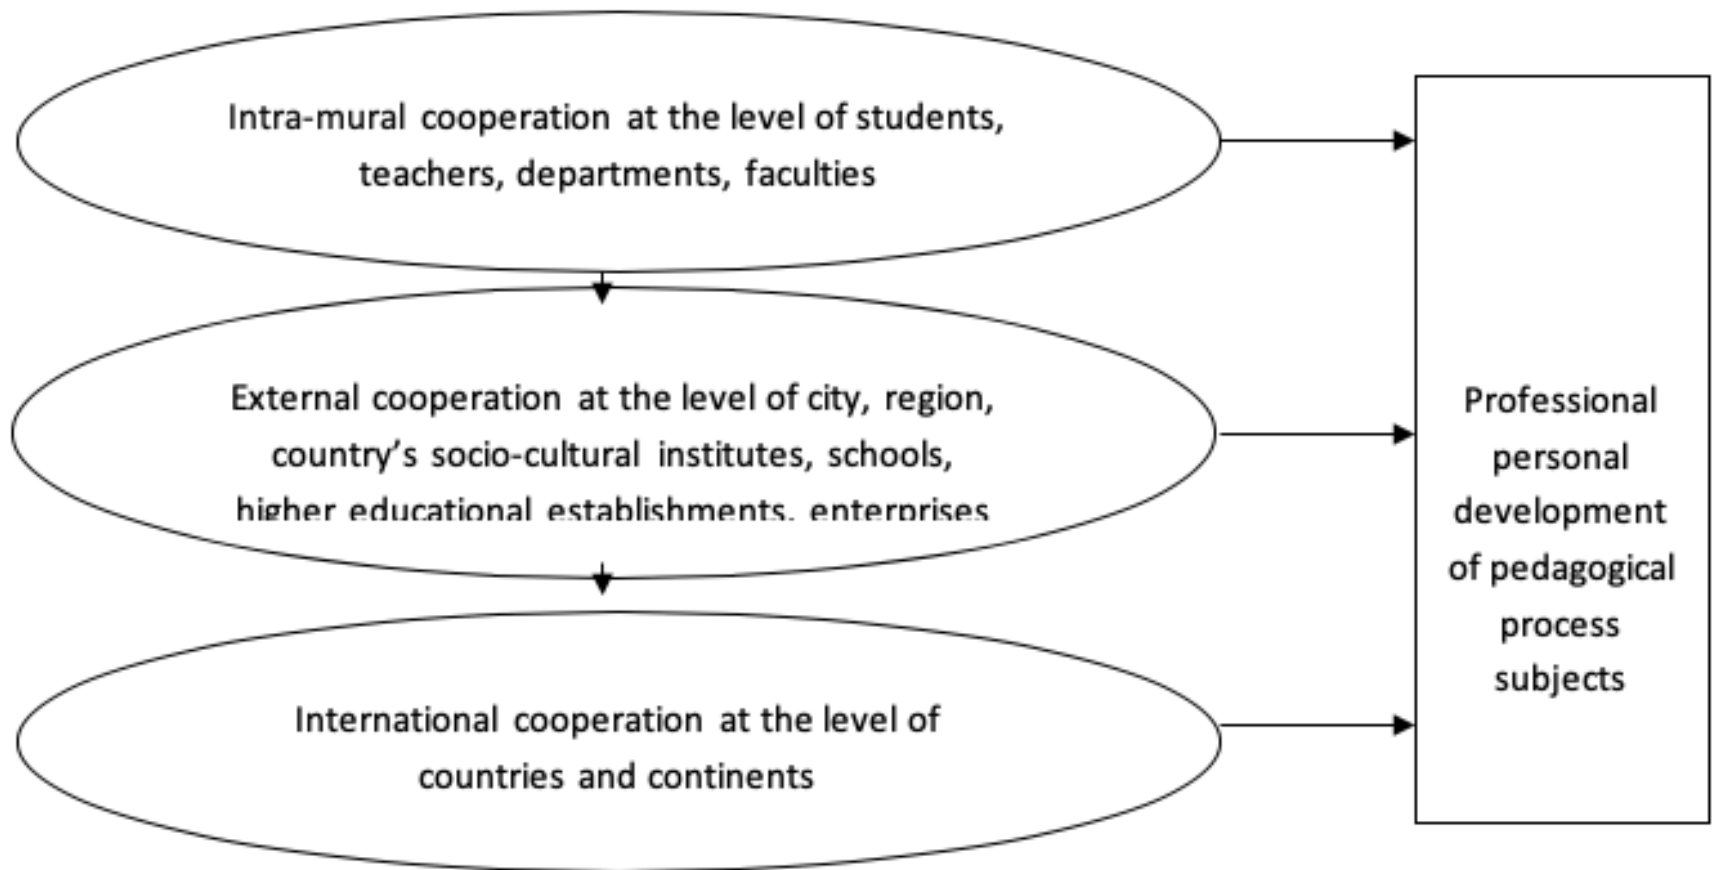 Intra-mural cooperation at the level of students,
teachers, departments, faculties
External cooperation at the level of city, region,
country's socio-cultural institutes, schools,
higher educational establishments, enterprises
International cooperation at the level of
countries and continents
Professional
personal
development
of pedagogical
process
subjects